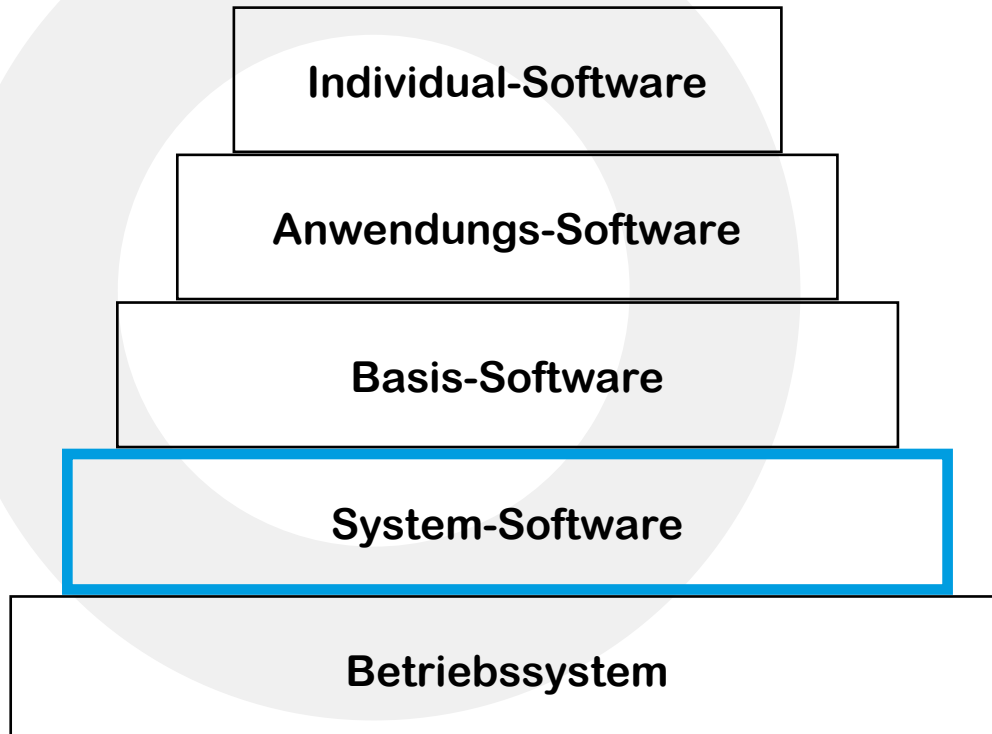 Individual-Software
Anwendungs-Software
Basis-Software
System-Software
Betriebssystem